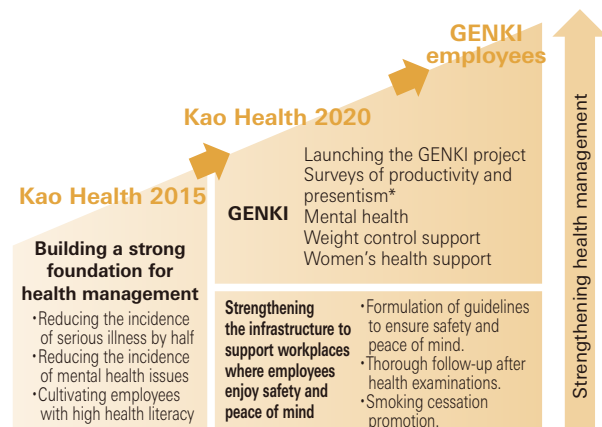 GENKI
employees
Kao Health 2020
Kao Health 2015
Launching the GENKI project
Surveys of productivity and
presentism*
Mental health
Weight control support
Women's health support
GENKI
Building a strong
foundation for
health management
・Reducing the incidence
of serious illness by half
・Reducing the incidence
of mental health issues
・Cultivating employees
with high health literacy
Strengthening
the infrastructure to
support workplaces
where employees
enjoy safety and
peace of mind
・Formulation of guidelines
to ensure safety and
peace of mind.
・Thorough follow-up after
health examinations.
・Smoking cessation
promotion.
Strengthening health management